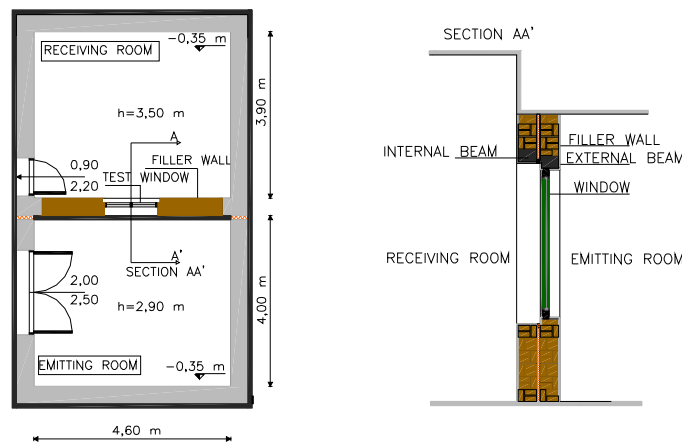 RECEIVING ROOM
-0,35 m
h=3,50 m
3,90 m
A
FILLER WALL
0,90
2,20
TEST WINDOW
A'
SECTION AA'
2,00
2,50
h=2,90 m
4,00 m
EMITTING ROOM
-0,35 m
4,60 m
SECTION AA'
INTERNAL BEAM
FILLER WALL
EXTERNAL BEAM
WINDOW
RECEIVING ROOM
EMITTING ROOM